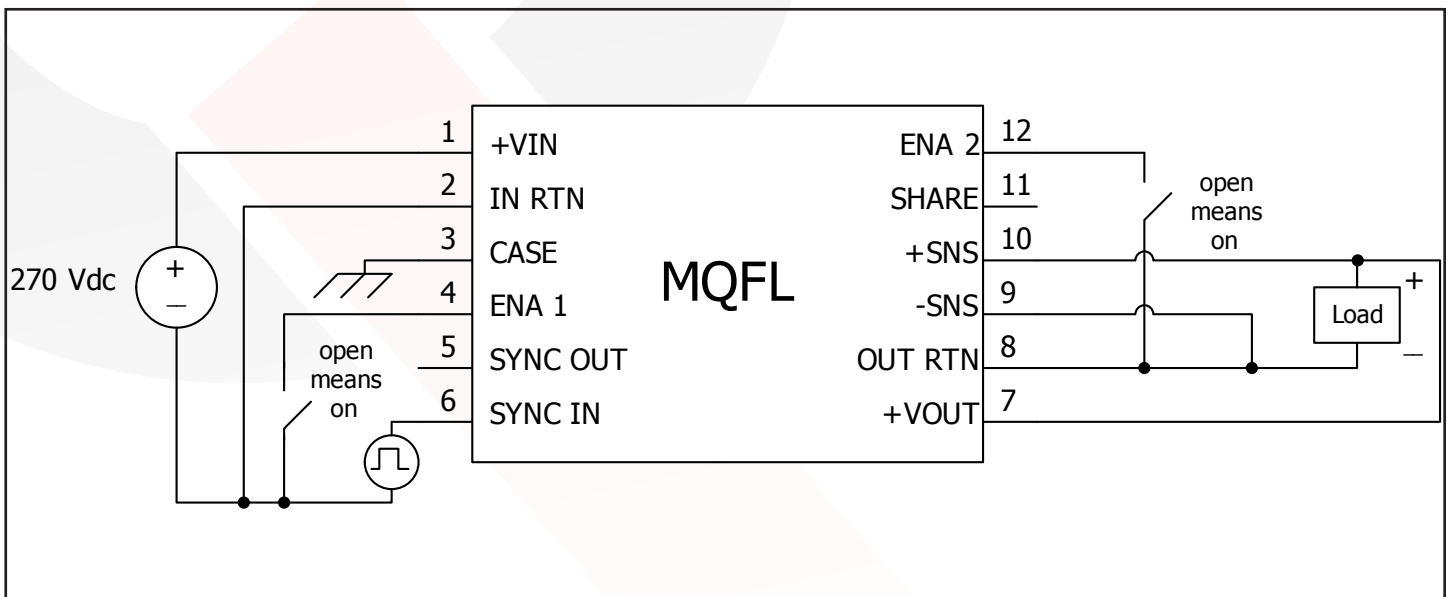 1
+VIN
2
IN RTN
3
CASE
4
ENA 1
5
SYNC OUT
6
SYNC IN
MQFL
12
ENA 2
11
SHARE
10
+SNS
9
-SNS
8
OUT RTN
7
+VOUT
270 Vdc
+
—
open
means
on
open
means
on
Load
+
—